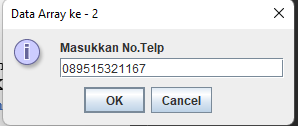 Data Array ke - 2
Masukkan No.Telp
089515321167
OK
Cancel